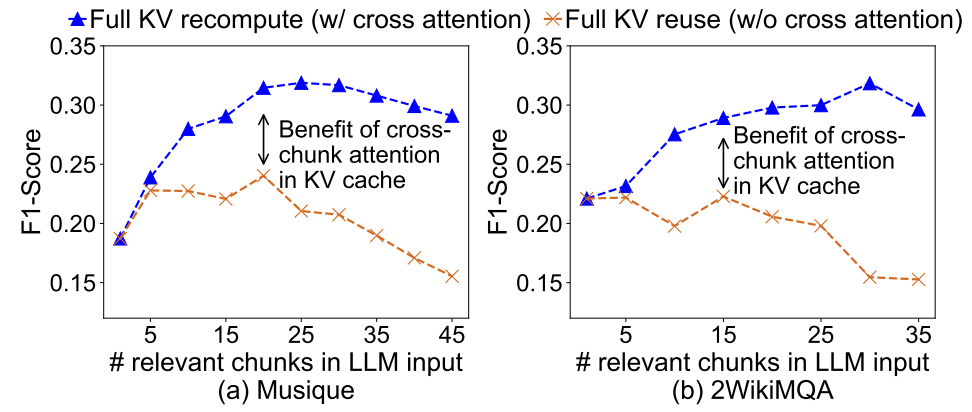 Full KV recompute (w/ cross attention) Full KV reuse (w/o cross attention)
0.35
0.30
0.25
0.20
0.15
F1-Score
Benefit of cross-
chunk attention
in KV cache
5 15 25 35 45
# relevant chunks in LLM input
(a) Musique
0.35
0.30
0.25
0.20
0.15
F1-Score
Benefit of cross-
chunk attention
in KV cache
5 15 25 35
# relevant chunks in LLM input
(b) 2WikiMQA